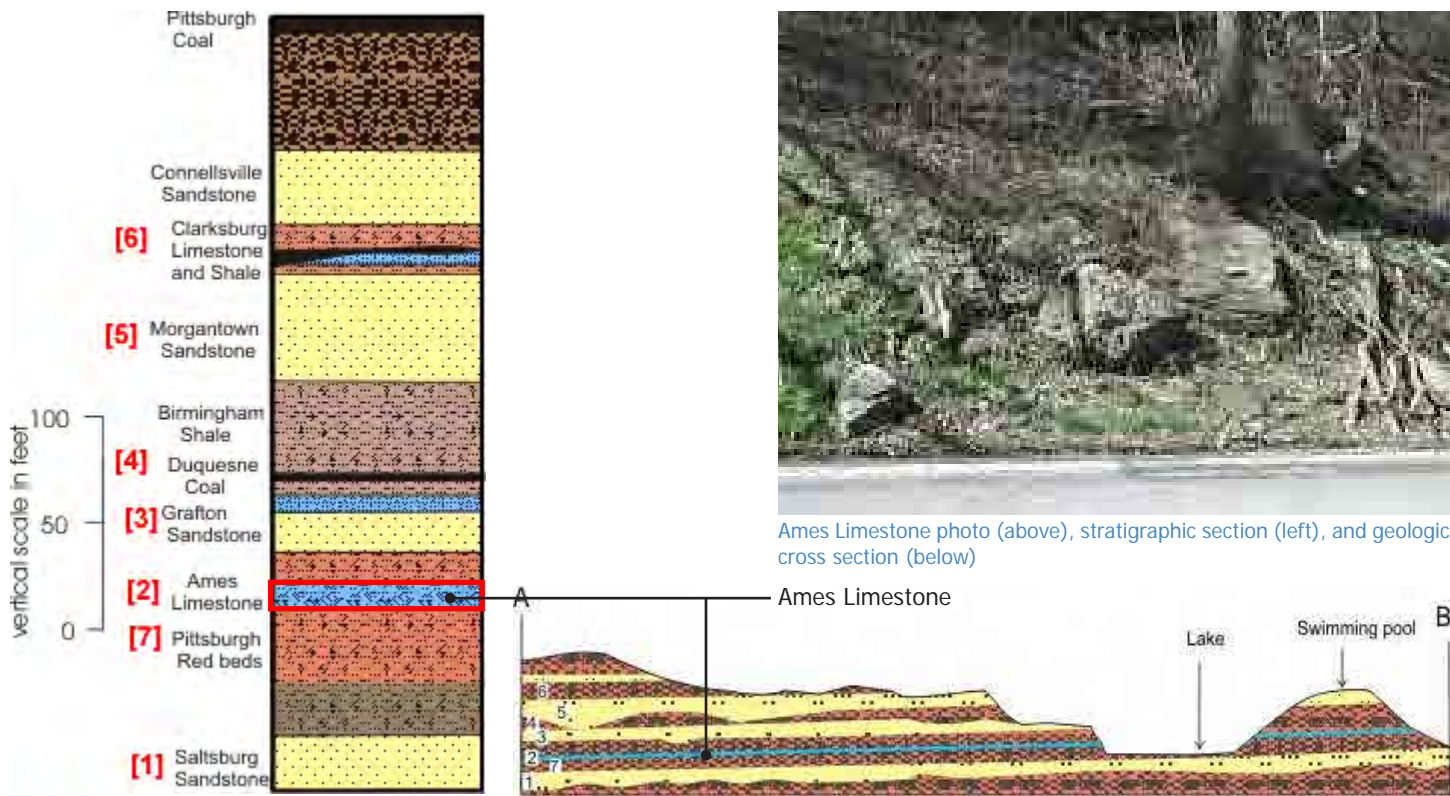 Pittsburgh
Coal
Connellsville
Sandstone
[6]
Clarksburg
Limestone
and Shale
[5]
Morgantown
Sandstone
Birmingham
Shale
[4]
Duquesne
Coal
[3]
Grafton
Sandstone
[2]
Ames
Limestone
[7]
Pittsburgh
Red beds
[1]
Saltsburg
Sandstone
vertical scale in feet
100
50
0
Ames Limestone photo (above), stratigraphic section (left), and geologic
cross section (below)
Ames Limestone
A
B
Lake
Swimming pool
6
5
4
3
2
7
1